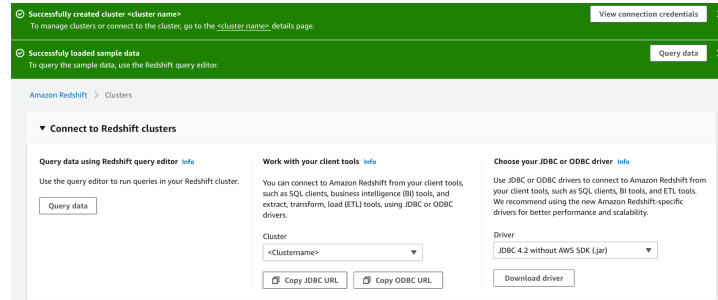 Successfully created cluster <cluster name>
View connection credentials
To manage clusters or connect to the cluster, go to the <cluster name> details page.
Successfuly loaded sample data
Query data
To query the sample data, use the Redshift query editor.
Amazon Redshift > Clusters
Connect to Redshift clusters
Query data using Redshift query editor Info
Use the query editor to run queries in your Redshift cluster.
Query data
Work with your client tools Info
You can connect to Amazon Redshift from your client tools,
such as SQL clients, business intelligence (BI) tools, and
extract, transform, load (ETL) tools, using JDBC or ODBC
drivers.
Cluster
<Clustername>
Copy JDBC URL
Copy ODBC URL
Choose your JDBC or ODBC driver Info
Use JDBC or ODBC drivers to connect to Amazon Redshift from
your client tools, such as SQL clients, BI tools, and ETL tools.
We recommend using the new Amazon Redshift-specific
drivers for better performance and scalability.
Driver
JDBC 4.2 without AWS SDK (.jar)
Download driver